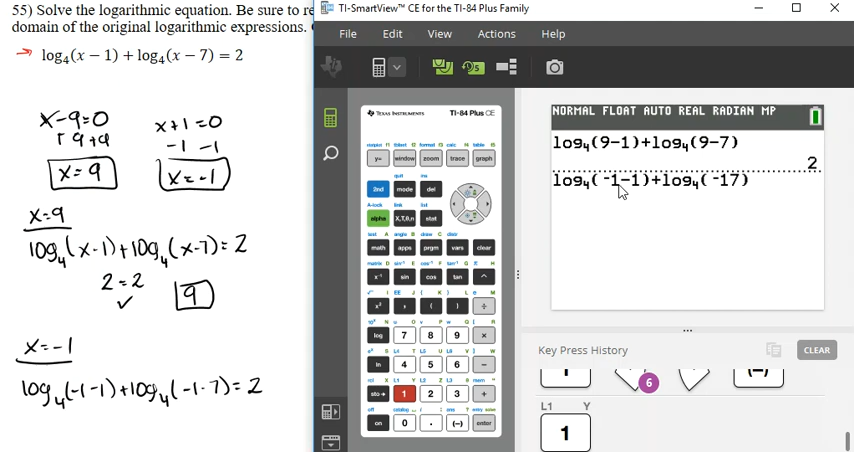 55) Solve the logarithmic equation. Be sure to re
domain of the original logarithmic expressions.
→ log₄(x − 1) + log₄(x − 7) = 2
x-9=0
+9 +9
x=9
x+1=0
-1 -1
x=-1
x=9
log₄(x-1)+log₄(x-7)=2
2=2
✓ 9
x=-1
log₄(-1-1)+log₄(-1-7)=2
TI-SmartView™ CE for the TI-84 Plus Family
File Edit View Actions Help
TEXAS INSTRUMENTS TI-84 Plus CE
y= window zoom trace graph
2nd mode del
alpha X,T,θ,n stat
math apps prgm vars clear
x⁻¹ sin cos tan ^
x² , ( ) ÷
log 7 8 9 ×
ln 4 5 6 −
sto→ 1 2 3 +
on 0 . (−) enter
NORMAL FLOAT AUTO REAL RADIAN MP
log₄(9−1)+log₄(9−7)
2
log₄(⁻1−1)+log₄(⁻17)
Key Press History
CLEAR
1 6 (−)
L1 Y
1